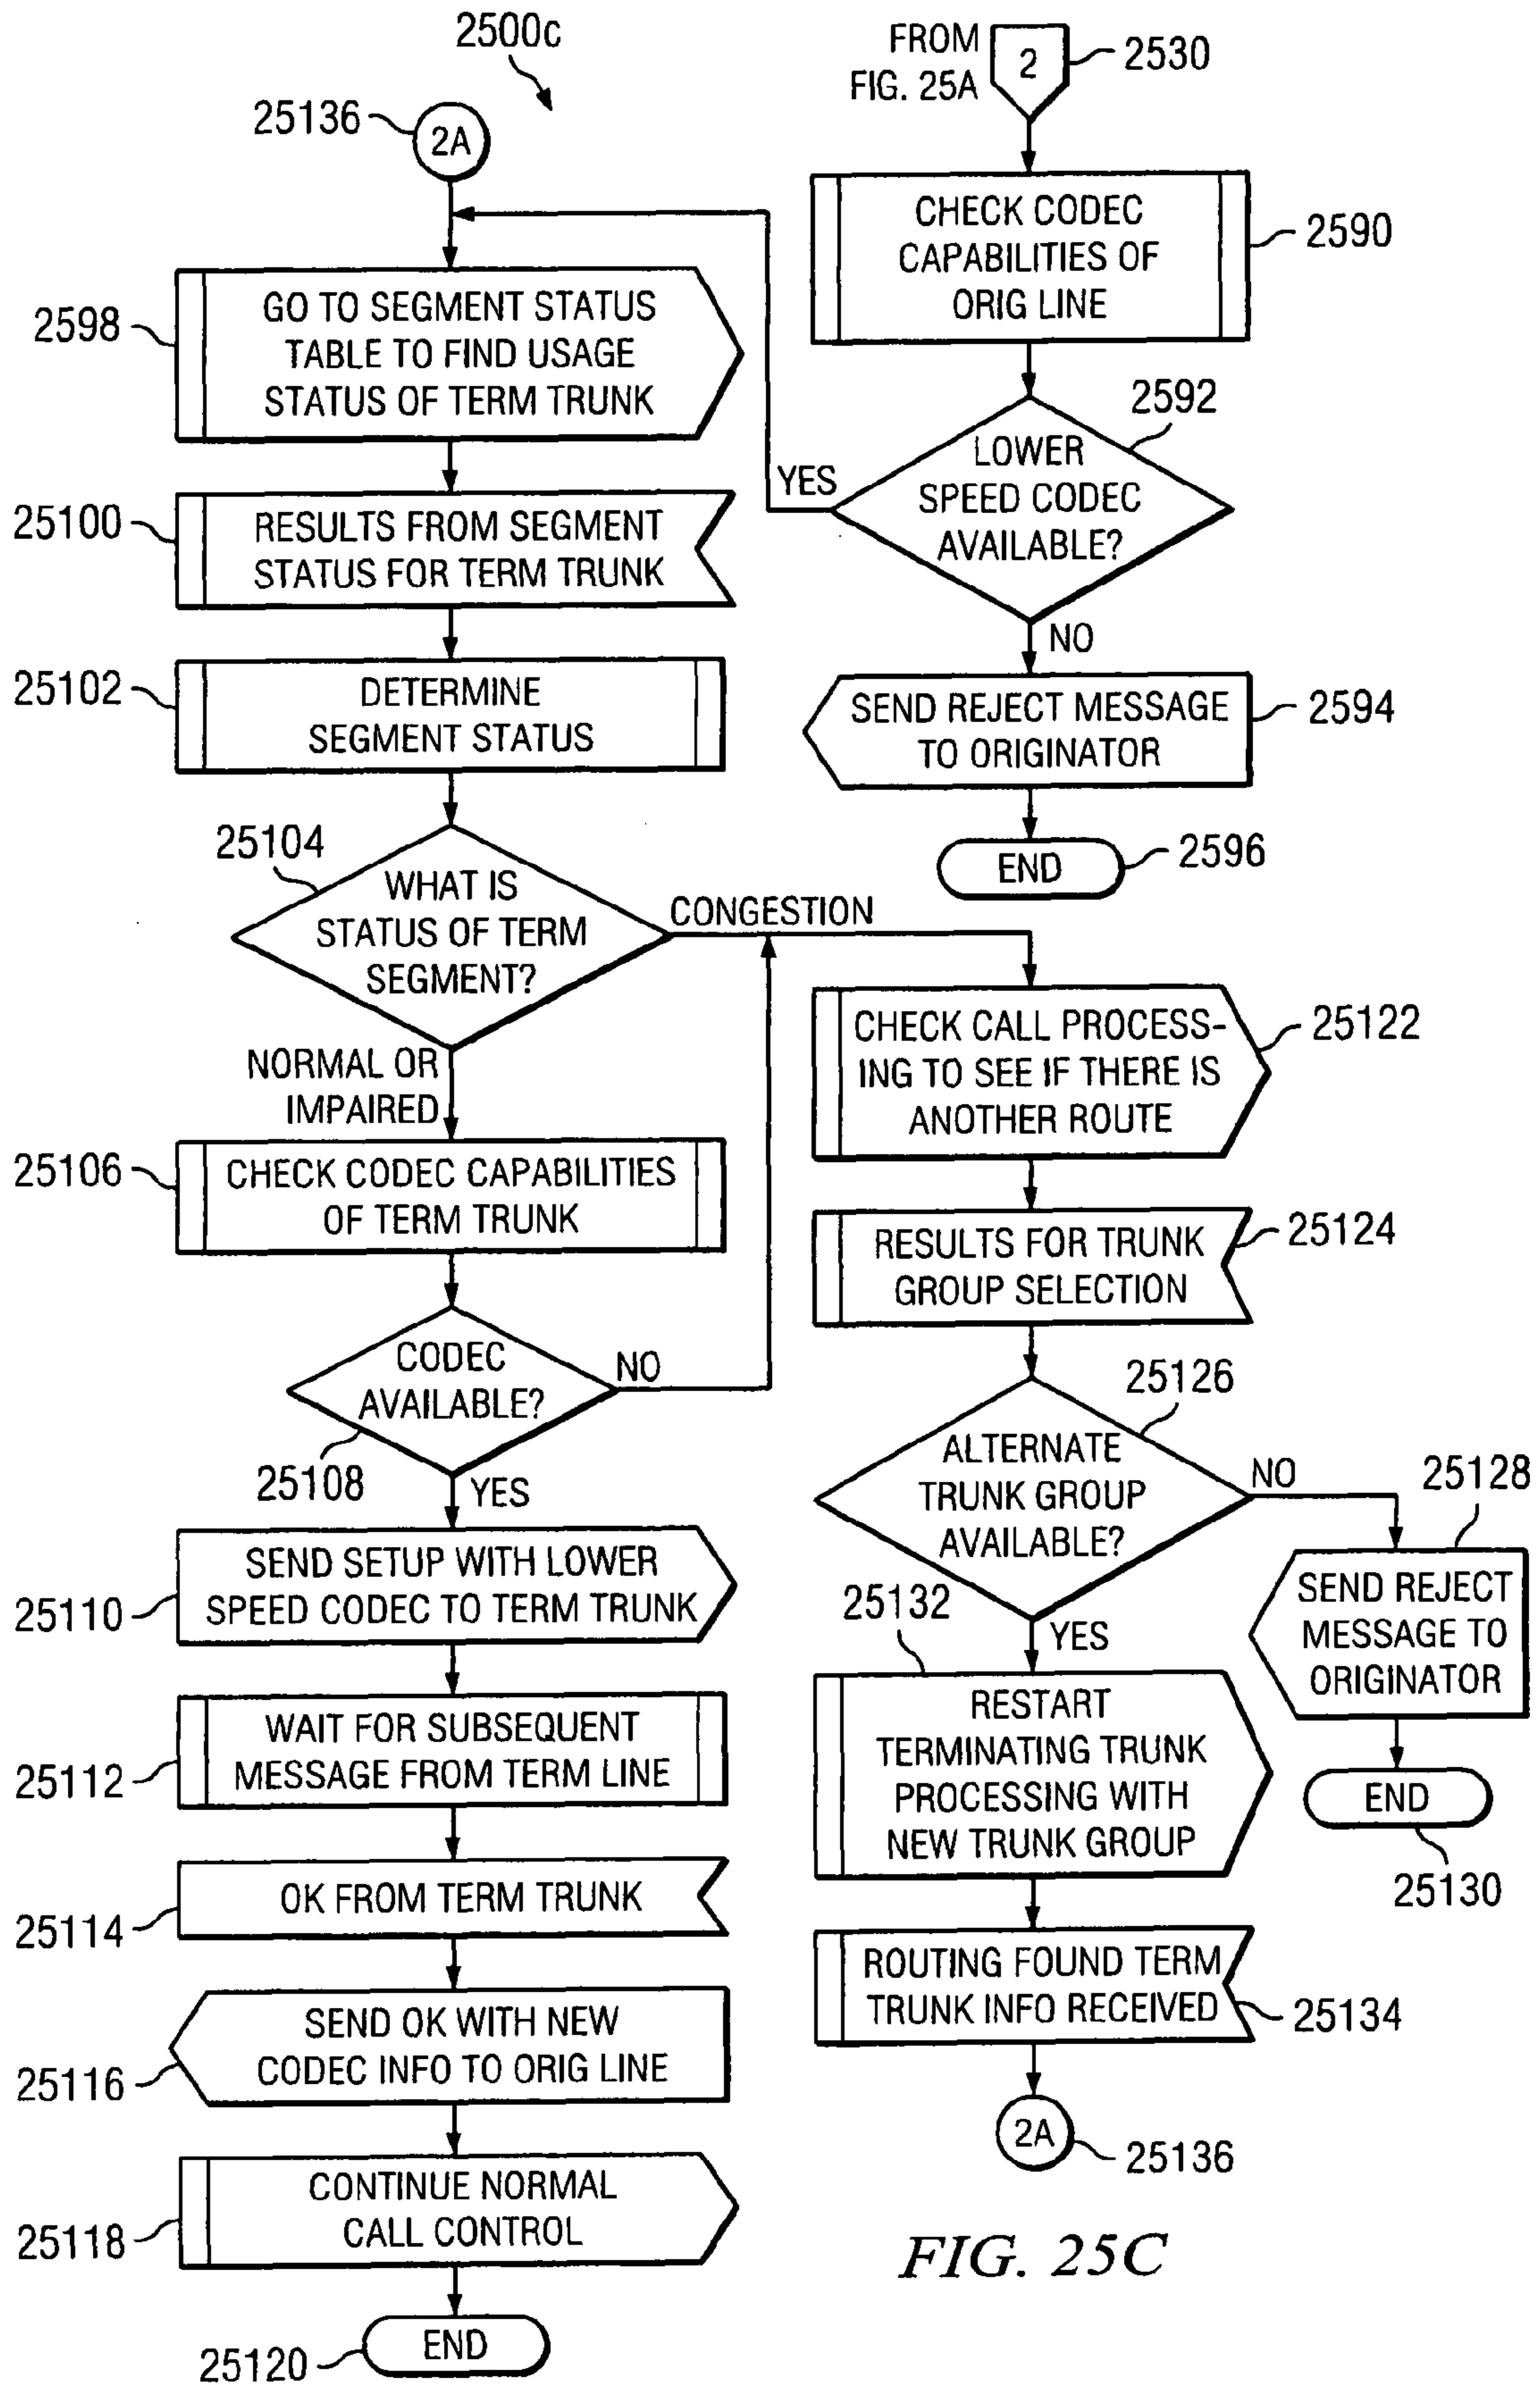 2500c
25136
2A
FROM
FIG. 25A
2
2530
CHECK CODEC
CAPABILITIES OF
ORIG LINE
2590
2592
LOWER
SPEED CODEC
AVAILABLE?
YES
NO
SEND REJECT MESSAGE
TO ORIGINATOR
2594
END
2596
2598
GO TO SEGMENT STATUS
TABLE TO FIND USAGE
STATUS OF TERM TRUNK
25100
RESULTS FROM SEGMENT
STATUS FOR TERM TRUNK
25102
DETERMINE
SEGMENT STATUS
25104
WHAT IS
STATUS OF TERM
SEGMENT?
CONGESTION
NORMAL OR
IMPAIRED
25106
CHECK CODEC CAPABILITIES
OF TERM TRUNK
CODEC
AVAILABLE?
NO
25108
YES
25110
SEND SETUP WITH LOWER
SPEED CODEC TO TERM TRUNK
25112
WAIT FOR SUBSEQUENT
MESSAGE FROM TERM LINE
25114
OK FROM TERM TRUNK
25116
SEND OK WITH NEW
CODEC INFO TO ORIG LINE
25118
CONTINUE NORMAL
CALL CONTROL
25120
END
CHECK CALL PROCESS-
ING TO SEE IF THERE IS
ANOTHER ROUTE
25122
RESULTS FOR TRUNK
GROUP SELECTION
25124
25126
ALTERNATE
TRUNK GROUP
AVAILABLE?
NO
25128
SEND REJECT
MESSAGE TO
ORIGINATOR
END
25130
YES
25132
RESTART
TERMINATING TRUNK
PROCESSING WITH
NEW TRUNK GROUP
ROUTING FOUND TERM
TRUNK INFO RECEIVED
25134
2A
25136
FIG. 25C